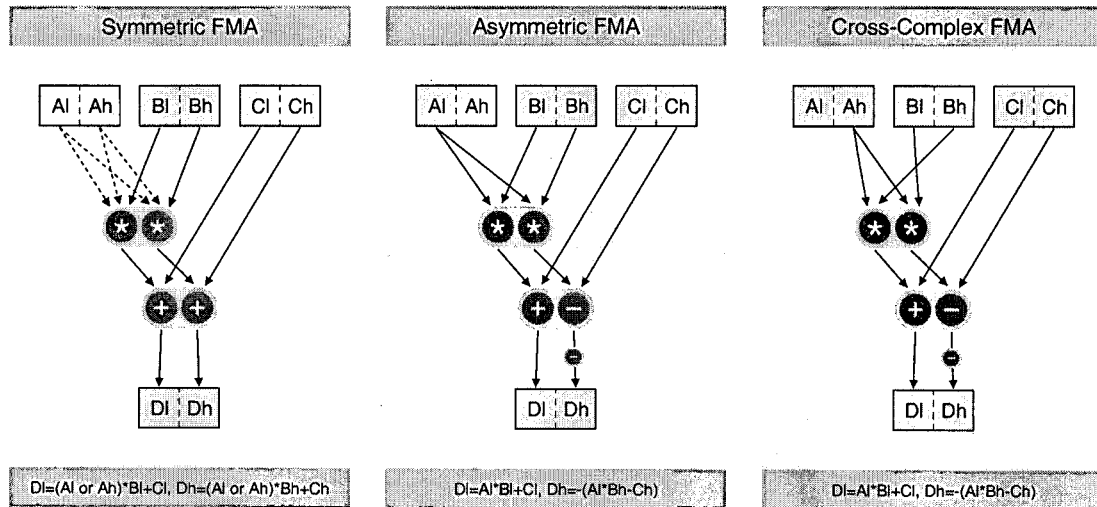 Symmetric FMA
Asymmetric FMA
Cross-Complex FMA
Al Ah Bl Bh Cl Ch
Al Ah Bl Bh Cl Ch
Al Ah Bl Bh Cl Ch
* *
* *
* *
+ +
+ −
+ −
-
-
Dl Dh
Dl Dh
Dl Dh
Dl=(Al or Ah)*Bl+Cl, Dh=(Al or Ah)*Bh+Ch
Dl=Al*Bl+Cl, Dh=-(Al*Bh-Ch)
Dl=Al*Bl+Cl, Dh=-(Al*Bh-Ch)